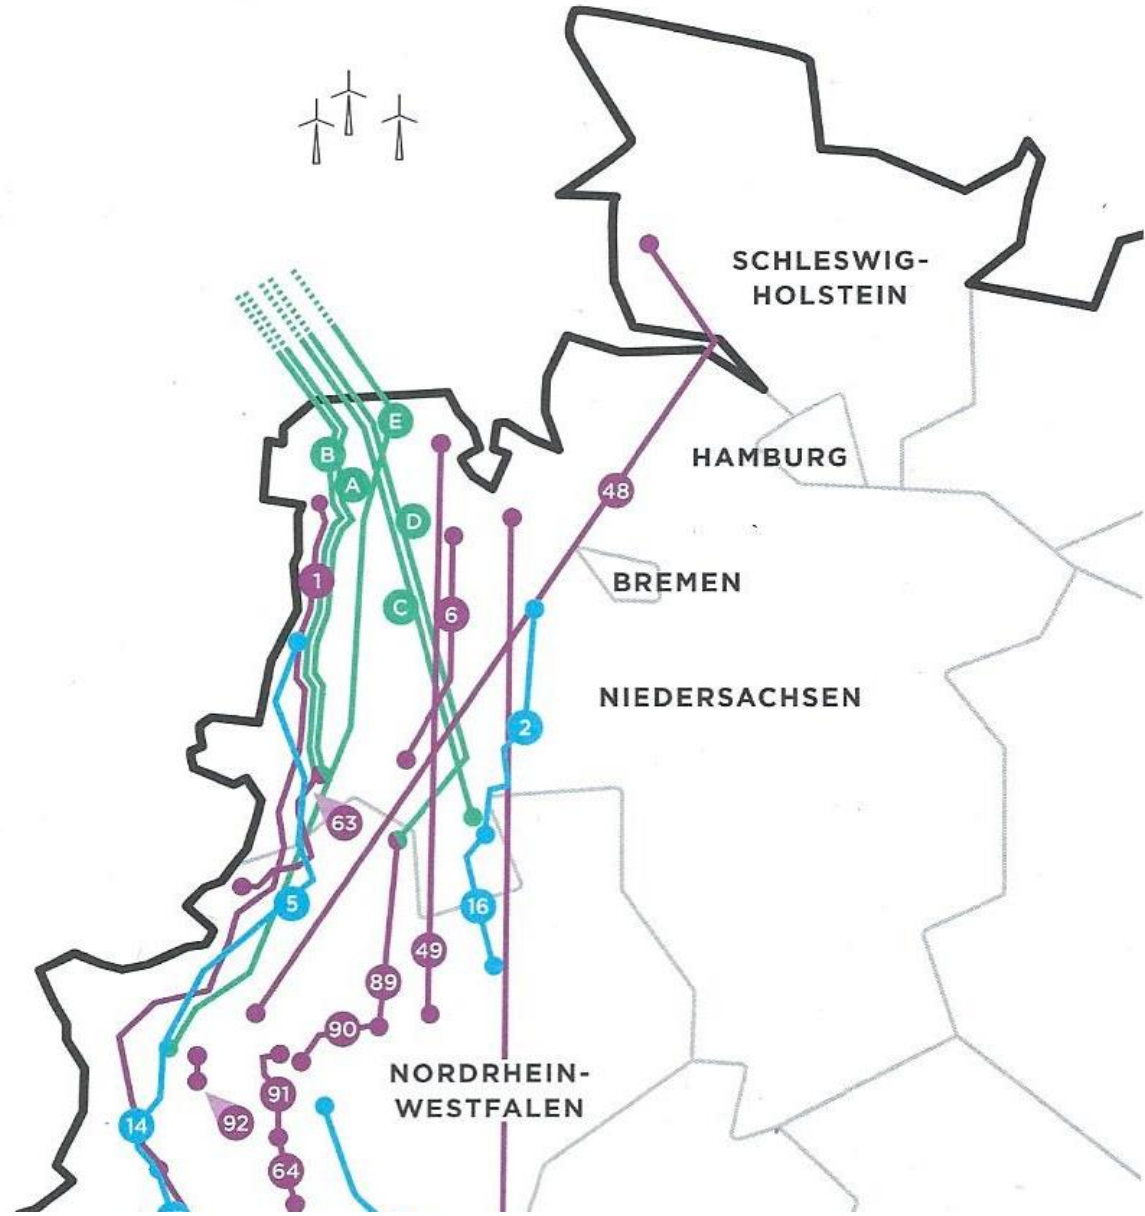 SCHLESWIG-
HOLSTEIN
E
B
HAMBURG
A
48
D
1
BREMEN
C
6
NIEDERSACHSEN
2
63
5
16
49
89
90
NORDRHEIN-
WESTFALEN
91
92
14
64